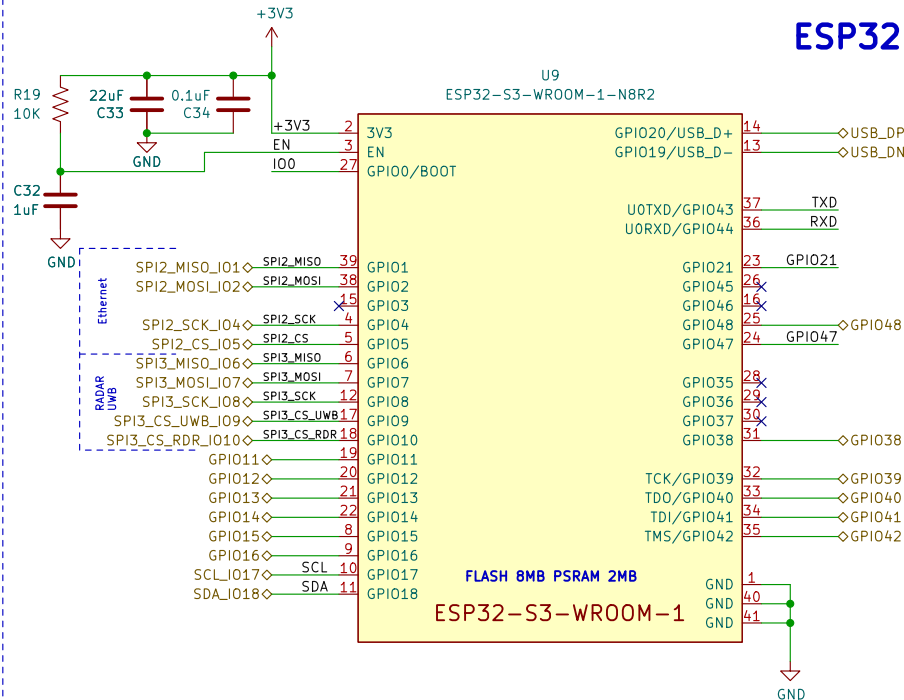 +3V3
ESP32
R19
10K
22uF
C33
0.1uF
C34
GND
C32
1uF
GND
U9
ESP32-S3-WROOM-1-N8R2
+3V3 2 3V3
EN 3 EN
IO0 27 GPIO0/BOOT
GPIO20/USB_D+ 14 USB_DP
GPIO19/USB_D- 13 USB_DN
U0TXD/GPIO43 37 TXD
U0RXD/GPIO44 36 RXD
Ethernet
SPI2_MISO_IO1 SPI2_MISO 39 GPIO1
SPI2_MOSI_IO2 SPI2_MOSI 38 GPIO2
15 GPIO3
SPI2_SCK_IO4 SPI2_SCK 4 GPIO4
SPI2_CS_IO5 SPI2_CS 5 GPIO5
RADAR
UWB
SPI3_MISO_IO6 SPI3_MISO 6 GPIO6
SPI3_MOSI_IO7 SPI3_MOSI 7 GPIO7
SPI3_SCK_IO8 SPI3_SCK 12 GPIO8
SPI3_CS_UWB_IO9 SPI3_CS_UWB 17 GPIO9
SPI3_CS_RDR_IO10 SPI3_CS_RDR 18 GPIO10
GPIO11 19 GPIO11
GPIO12 20 GPIO12
GPIO13 21 GPIO13
GPIO14 22 GPIO14
GPIO15 8 GPIO15
GPIO16 9 GPIO16
SCL_IO17 SCL 10 GPIO17
SDA_IO18 SDA 11 GPIO18
GPIO21 23 GPIO21
GPIO45 26
GPIO46 16
GPIO48 25 GPIO48
GPIO47 24 GPIO47
GPIO35 28
GPIO36 29
GPIO37 30
GPIO38 31 GPIO38
TCK/GPIO39 32 GPIO39
TDO/GPIO40 33 GPIO40
TDI/GPIO41 34 GPIO41
TMS/GPIO42 35 GPIO42
FLASH 8MB PSRAM 2MB
ESP32-S3-WROOM-1
GND 1
GND 40
GND 41
GND